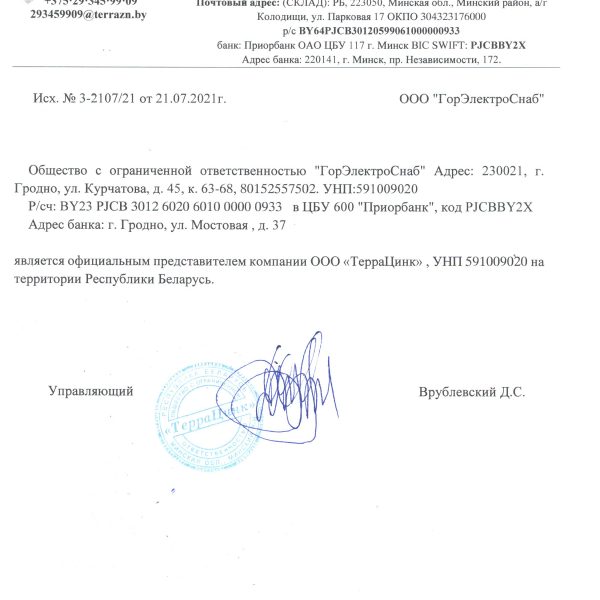 +375-29-345-99-09
293459909@terrazn.by
Почтовый адрес: (СКЛАД): РБ, 223050, Минская обл., Минский район, а/г
Колодищи, ул. Парковая 17 ОКПО 304323176000
р/с BY64PJCB30120599061000000933
банк: Приорбанк ОАО ЦБУ 117 г. Минск BIC SWIFT: PJCBBY2X
Адрес банка: 220141, г. Минск, пр. Независимости, 172.
Исх. № 3-2107/21 от 21.07.2021г.
ООО "ГорЭлектроСнаб"
Общество с ограниченной ответственностью "ГорЭлектроСнаб" Адрес: 230021, г.
Гродно, ул. Курчатова, д. 45, к. 63-68, 80152557502. УНП:591009020
Р/сч: BY23 PJCB 3012 6020 6010 0000 0933 в ЦБУ 600 "Приорбанк", код PJCBBY2X
Адрес банка: г. Гродно, ул. Мостовая , д. 37
является официальным представителем компании ООО «ТерраЦинк» , УНП 591009020 на
территории Республики Беларусь.
Управляющий
Врублевский Д.С.
«ТерраЦинк»